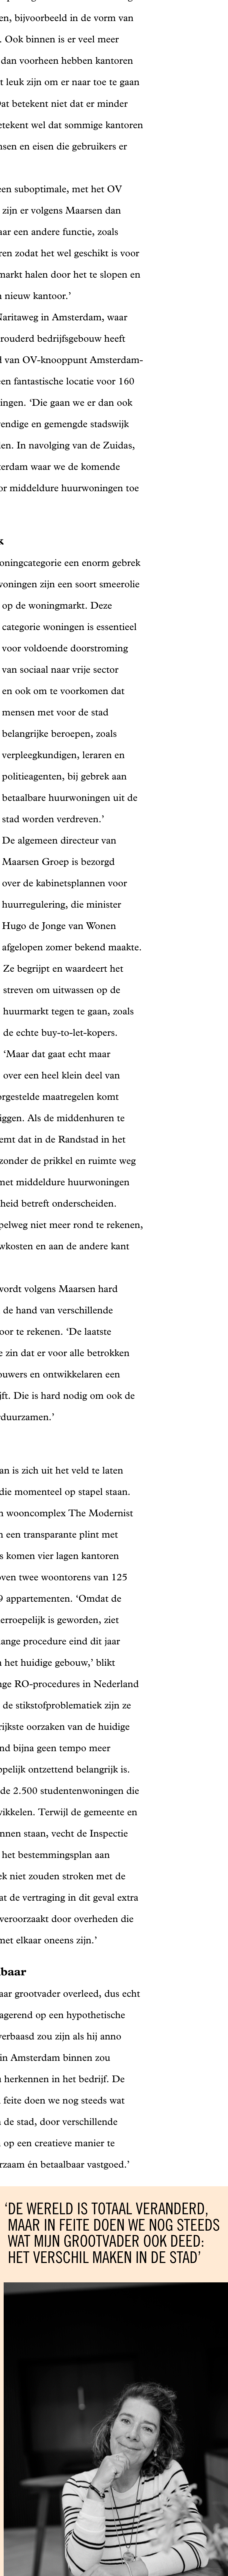 en, bijvoorbeeld in de vorm van
. Ook binnen is er veel meer
dan voorheen hebben kantoren
t leuk zijn om er naar toe te gaan
Dat betekent niet dat er minder
etekent wel dat sommige kantoren
nsen en eisen die gebruikers er
een suboptimale, met het OV
zijn er volgens Maarsen dan
aar een andere functie, zoals
ren zodat het wel geschikt is voor
markt halen door het te slopen en
n nieuw kantoor.’
Naritaweg in Amsterdam, waar
rouderd bedrijfsgebouw heeft
d van OV-knooppunt Amsterdam-
en fantastische locatie voor 160
ingen. ‘Die gaan we er dan ook
vendige en gemengde stadswijk
len. In navolging van de Zuidas,
terdam waar we de komende
or middeldure huurwoningen toe
k
oningcategorie een enorm gebrek
woningen zijn een soort smeerolie
op de woningmarkt. Deze
categorie woningen is essentieel
voor voldoende doorstroming
van sociaal naar vrije sector
en ook om te voorkomen dat
mensen met voor de stad
belangrijke beroepen, zoals
verpleegkundigen, leraren en
politieagenten, bij gebrek aan
betaalbare huurwoningen uit de
stad worden verdreven.’
De algemeen directeur van
Maarsen Groep is bezorgd
over de kabinetsplannen voor
huurregulering, die minister
Hugo de Jonge van Wonen
afgelopen zomer bekend maakte.
Ze begrijpt en waardeert het
streven om uitwassen op de
huurmarkt tegen te gaan, zoals
de echte buy-to-let-kopers.
‘Maar dat gaat echt maar
over een heel klein deel van
orgestelde maatregelen komt
iggen. Als de middenhuren te
emt dat in de Randstad in het
zonder de prikkel en ruimte weg
met middeldure huurwoningen
heid betreft onderscheiden.
pelweg niet meer rond te rekenen,
wkosten en aan de andere kant
wordt volgens Maarsen hard
de hand van verschillende
oor te rekenen. ‘De laatste
e zin dat er voor alle betrokken
ouwers en ontwikkelaren een
jft. Die is hard nodig om ook de
rduurzamen.’
an is zich uit het veld te laten
die momenteel op stapel staan.
n wooncomplex The Modernist
n een transparante plint met
s komen vier lagen kantoren
ven twee woontorens van 125
9 appartementen. ‘Omdat de
erroepelijk is geworden, ziet
ange procedure eind dit jaar
n het huidige gebouw,’ blikt
nge RO-procedures in Nederland
de stikstofproblematiek zijn ze
rijkste oorzaken van de huidige
nd bijna geen tempo meer
ppelijk ontzettend belangrijk is.
de 2.500 studentenwoningen die
wikkelen. Terwijl de gemeente en
nnen staan, vecht de Inspectie
het bestemmingsplan aan
ek niet zouden stroken met de
at de vertraging in dit geval extra
veroorzaakt door overheden die
met elkaar oneens zijn.’
lbaar
aar grootvader overleed, dus echt
agerend op een hypothetische
verbaasd zou zijn als hij anno
in Amsterdam binnen zou
n herkennen in het bedrijf. De
feite doen we nog steeds wat
n de stad, door verschillende
op een creatieve manier te
rzaam én betaalbaar vastgoed.’
‘DE WERELD IS TOTAAL VERANDERD,
MAAR IN FEITE DOEN WE NOG STEEDS
WAT MIJN GROOTVADER OOK DEED:
HET VERSCHIL MAKEN IN DE STAD’